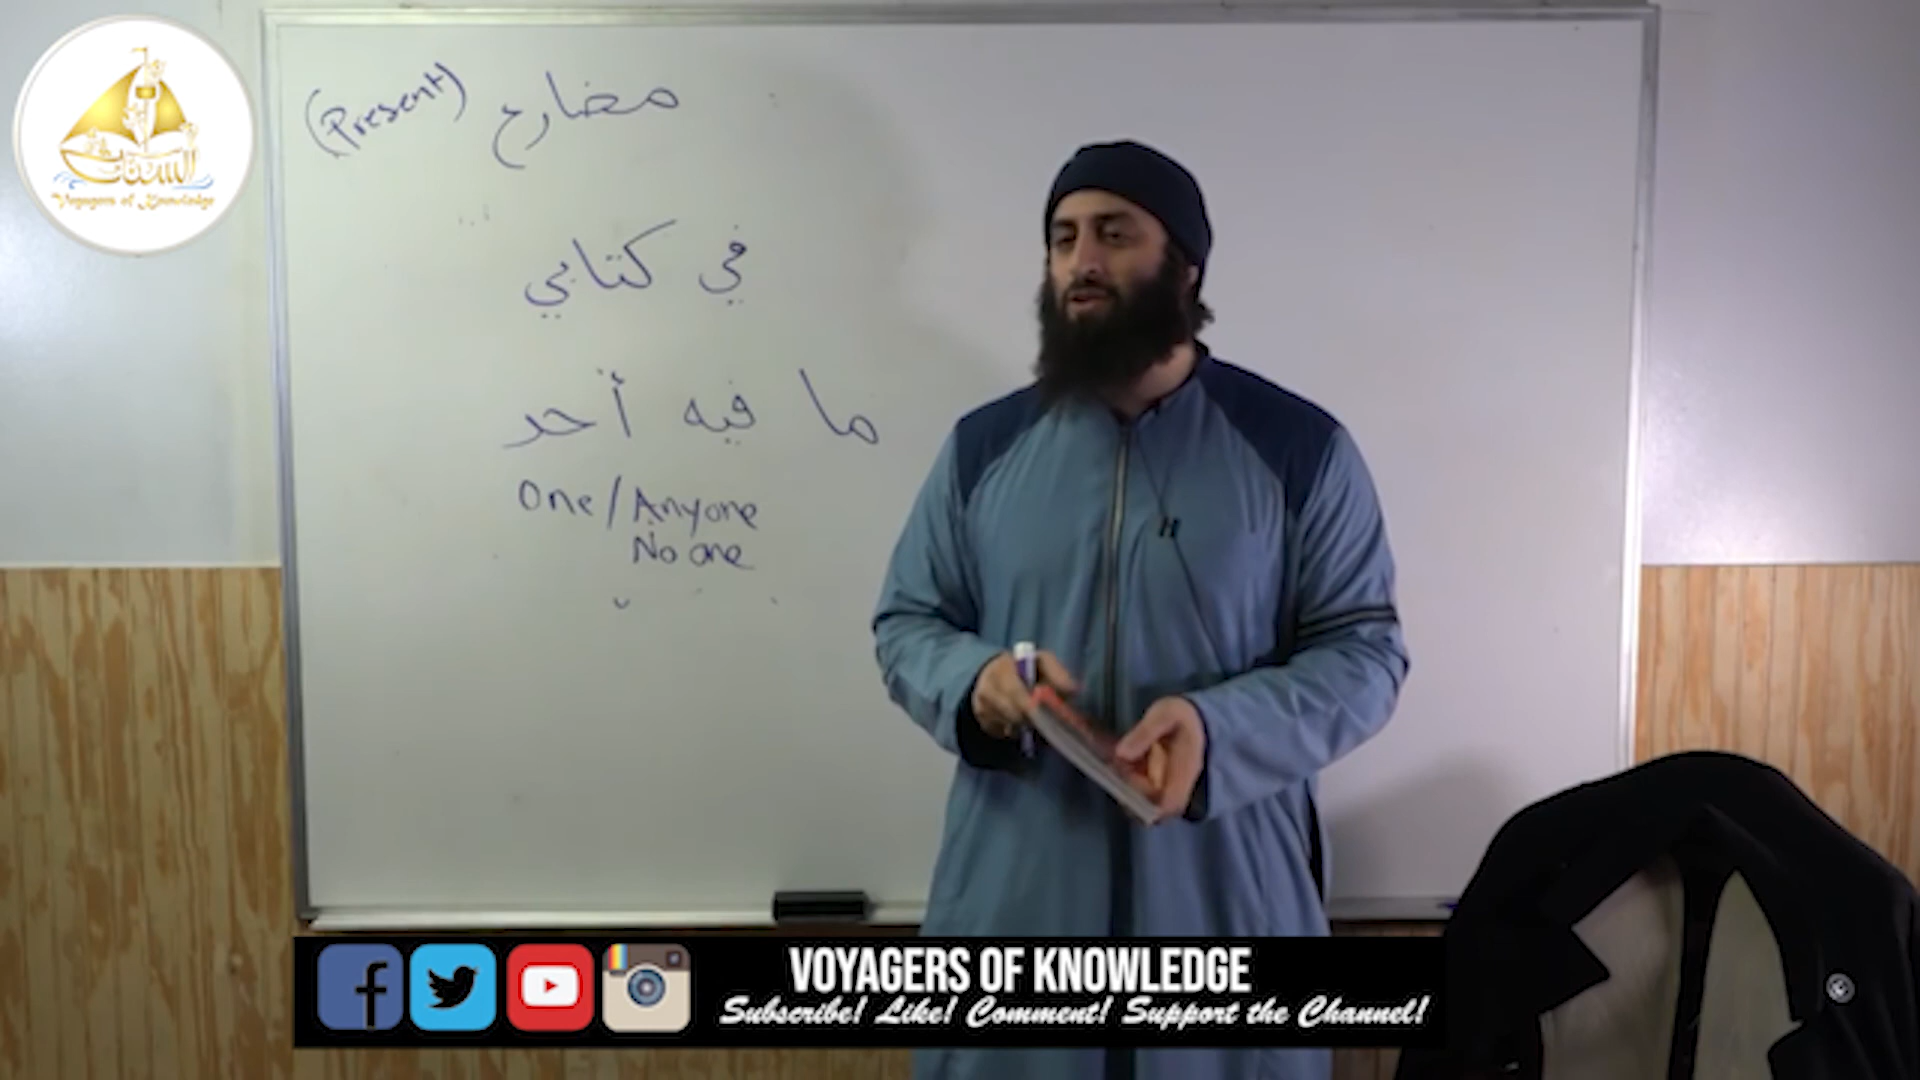 السفينة
Voyagers of Knowledge
مضارع (Present)
في كتابي
ما فيه أحد
One/Anyone
No one
H
VOYAGERS OF KNOWLEDGE
Subscribe! Like! Comment! Support the Channel!